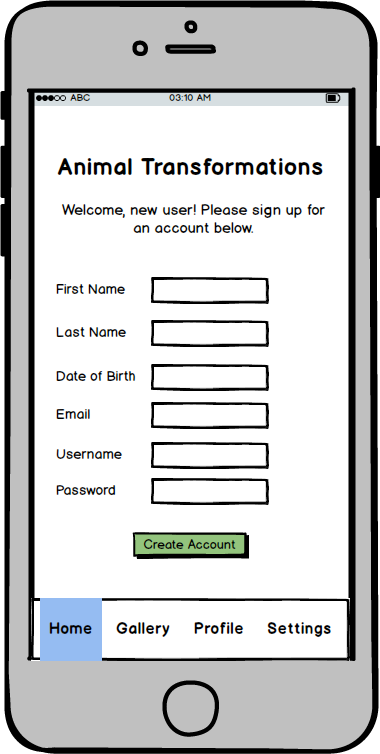 ABC 03:10 AM
Animal Transformations
Welcome, new user! Please sign up for
an account below.
First Name
Last Name
Date of Birth
Email
Username
Password
Create Account
Home Gallery Profile Settings